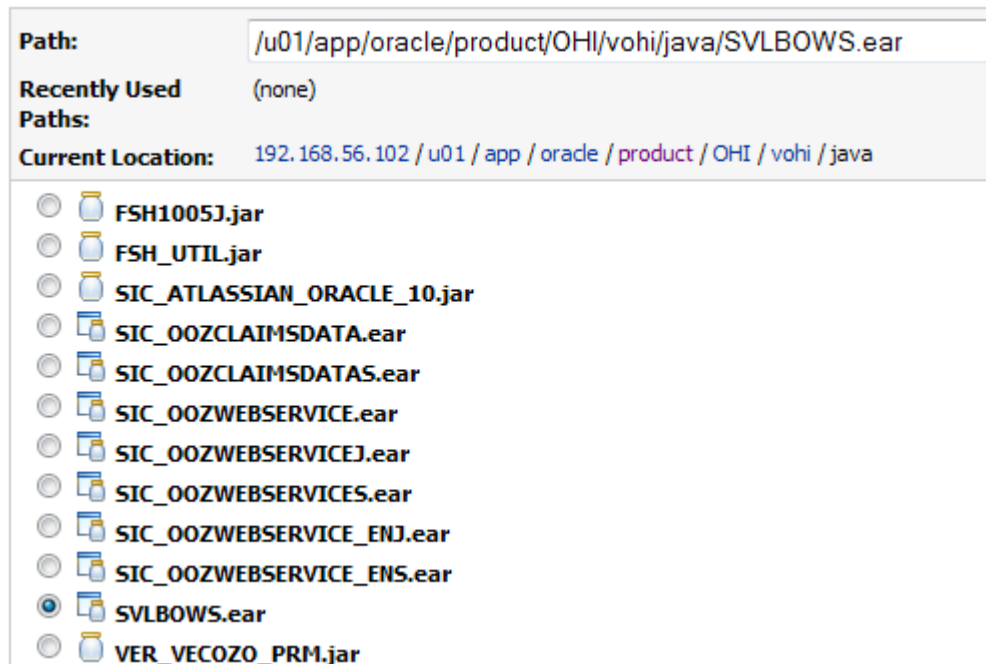 Path: /u01/app/oracle/product/OHI/vohi/java/SVLBOWS.ear
Recently Used Paths: (none)
Current Location: 192.168.56.102 / u01 / app / oracle / product / OHI / vohi / java
FSH1005J.jar
FSH_UTIL.jar
SIC_ATLASSIAN_ORACLE_10.jar
SIC_OOZCLAIMSDATA.ear
SIC_OOZCLAIMSDATAS.ear
SIC_OOZWEBSERVICE.ear
SIC_OOZWEBSERVICEJ.ear
SIC_OOZWEBSERVICES.ear
SIC_OOZWEBSERVICE_ENJ.ear
SIC_OOZWEBSERVICE_ENS.ear
SVLBOWS.ear
VER_VECOZO_PRM.jar